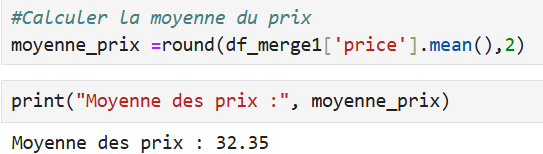 #Calculer la moyenne du prix
moyenne_prix =round(df_merge1['price'].mean(),2)
print("Moyenne des prix :", moyenne_prix)
Moyenne des prix : 32.35